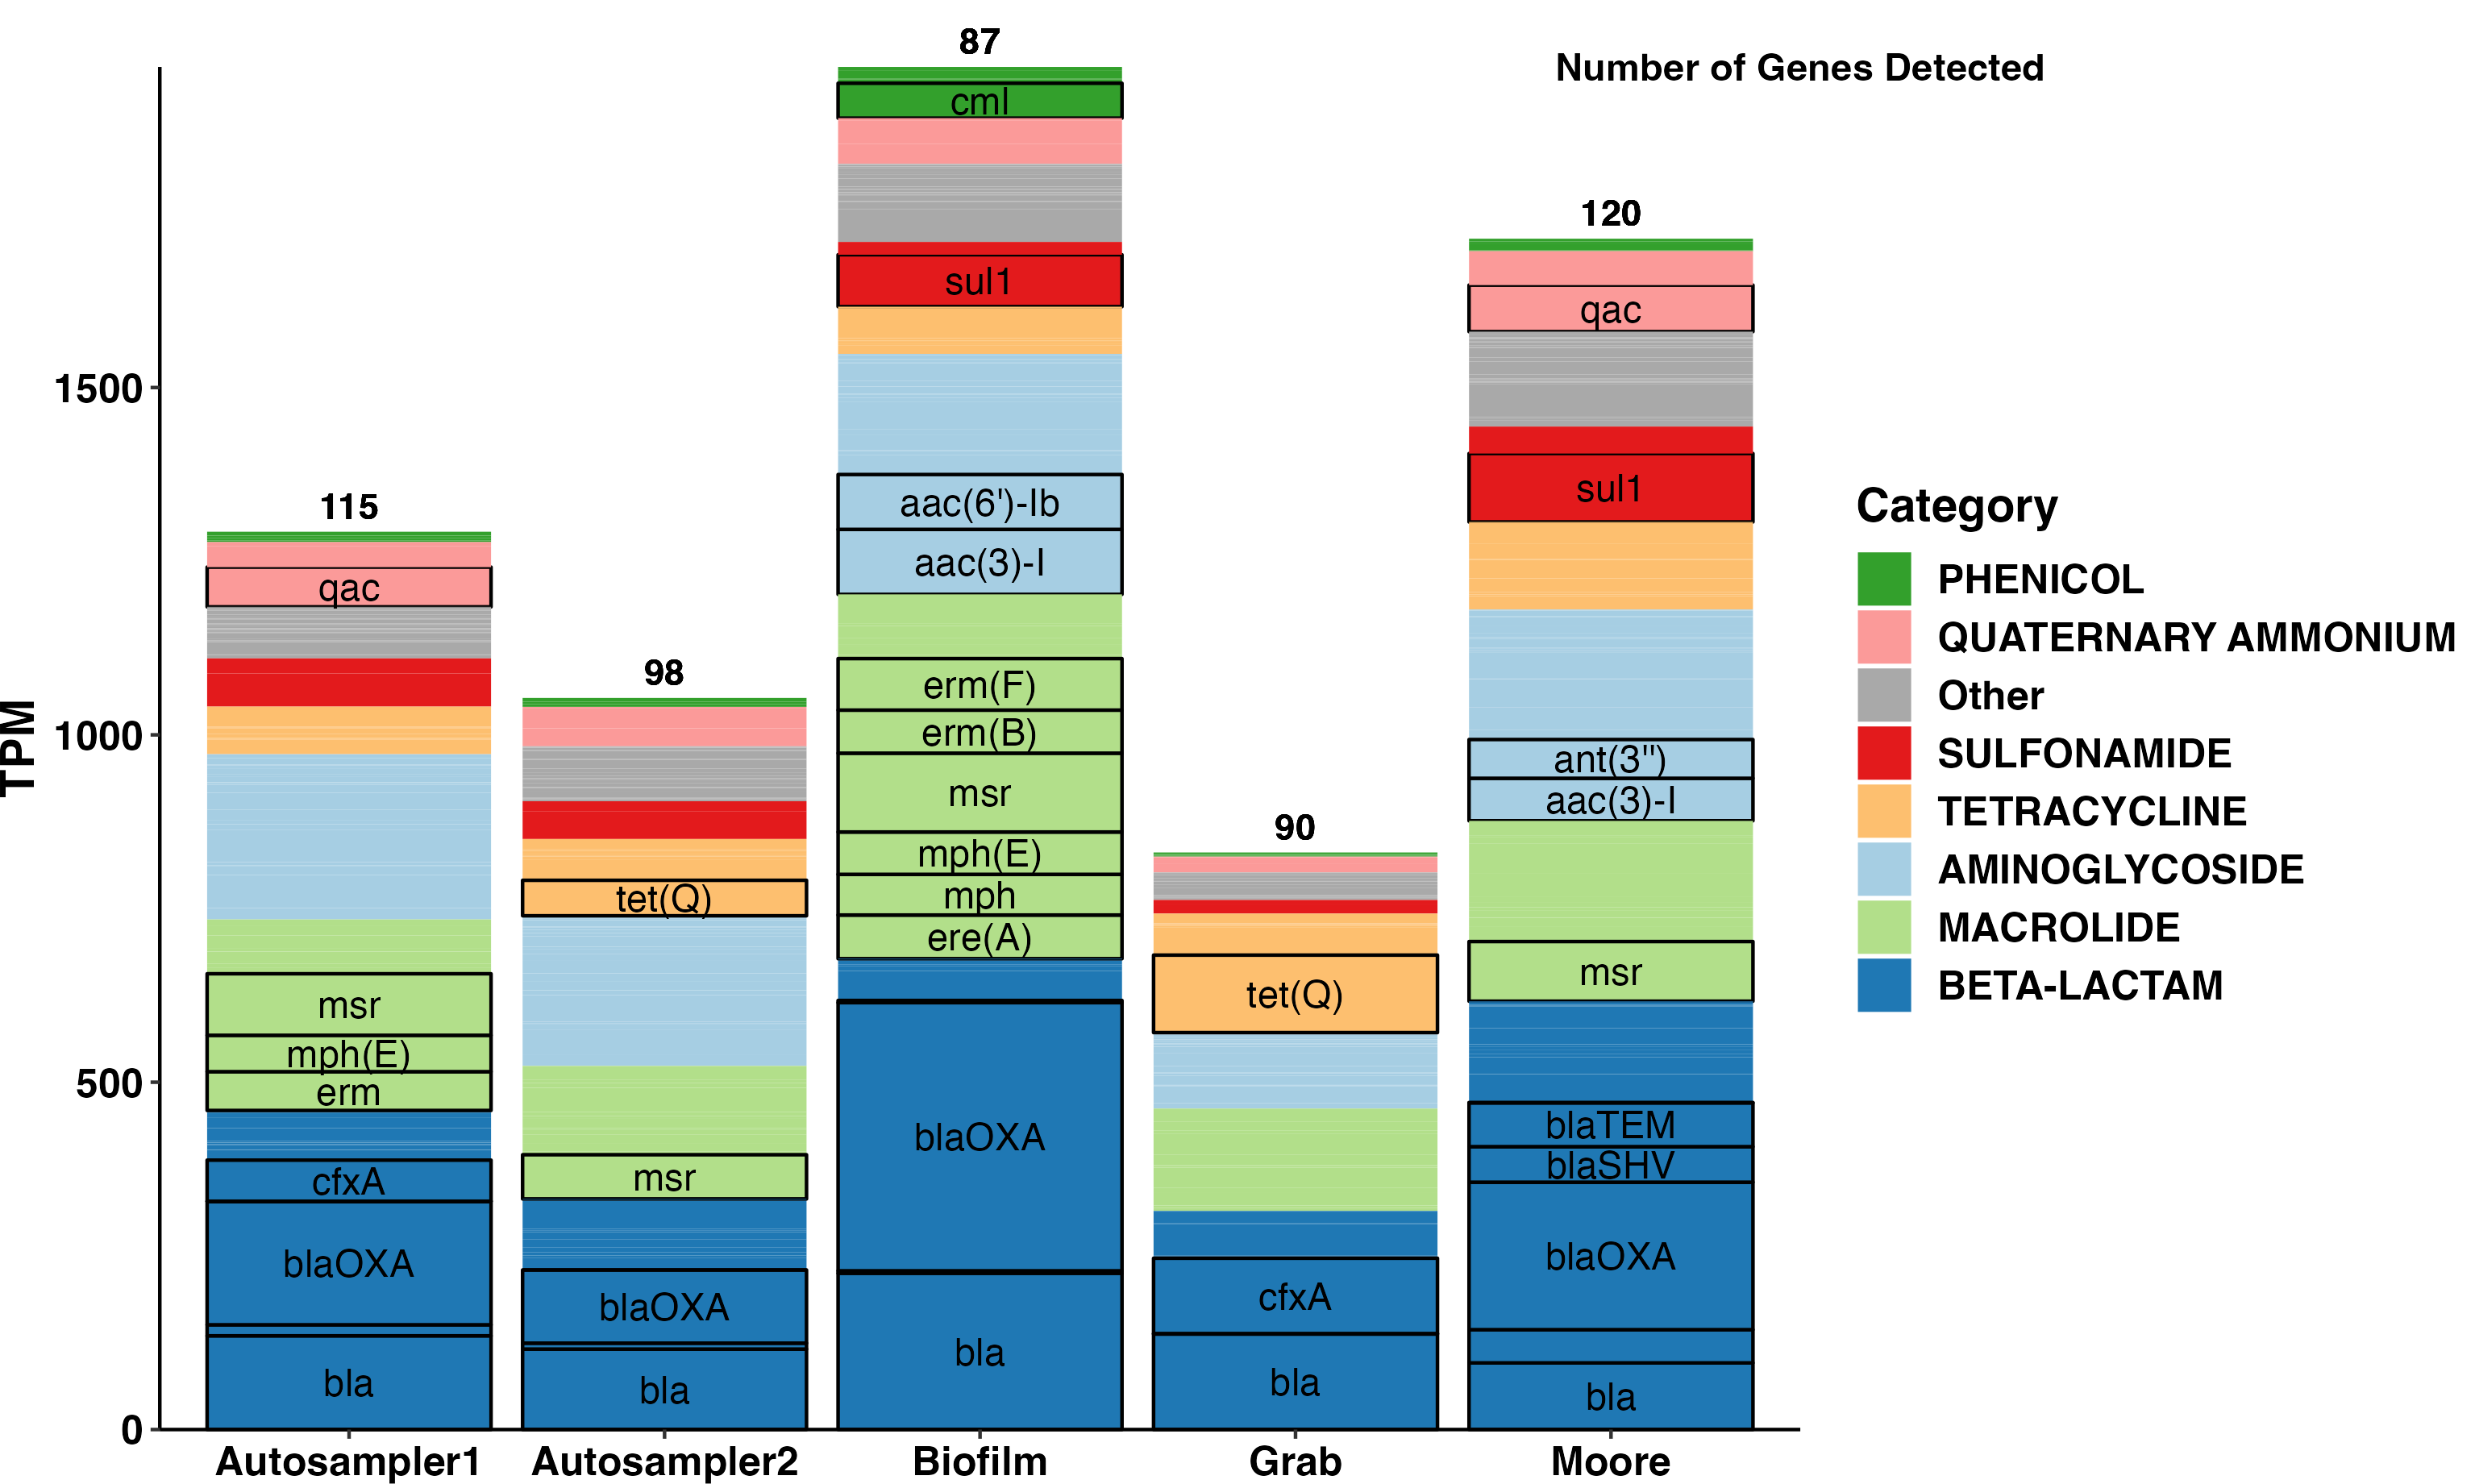 Number of Genes Detected
TPM
1500
1000
500
0
115
qac
msr
mph(E)
erm
cfxA
blaOXA
bla
Autosampler1
98
tet(Q)
msr
blaOXA
bla
Autosampler2
87
cml
sul1
aac(6')-Ib
aac(3)-I
erm(F)
erm(B)
msr
mph(E)
mph
ere(A)
blaOXA
bla
Biofilm
90
tet(Q)
cfxA
bla
Grab
120
qac
sul1
ant(3")
aac(3)-I
msr
blaTEM
blaSHV
blaOXA
bla
Moore
Category
PHENICOL
QUATERNARY AMMONIUM
Other
SULFONAMIDE
TETRACYCLINE
AMINOGLYCOSIDE
MACROLIDE
BETA-LACTAM